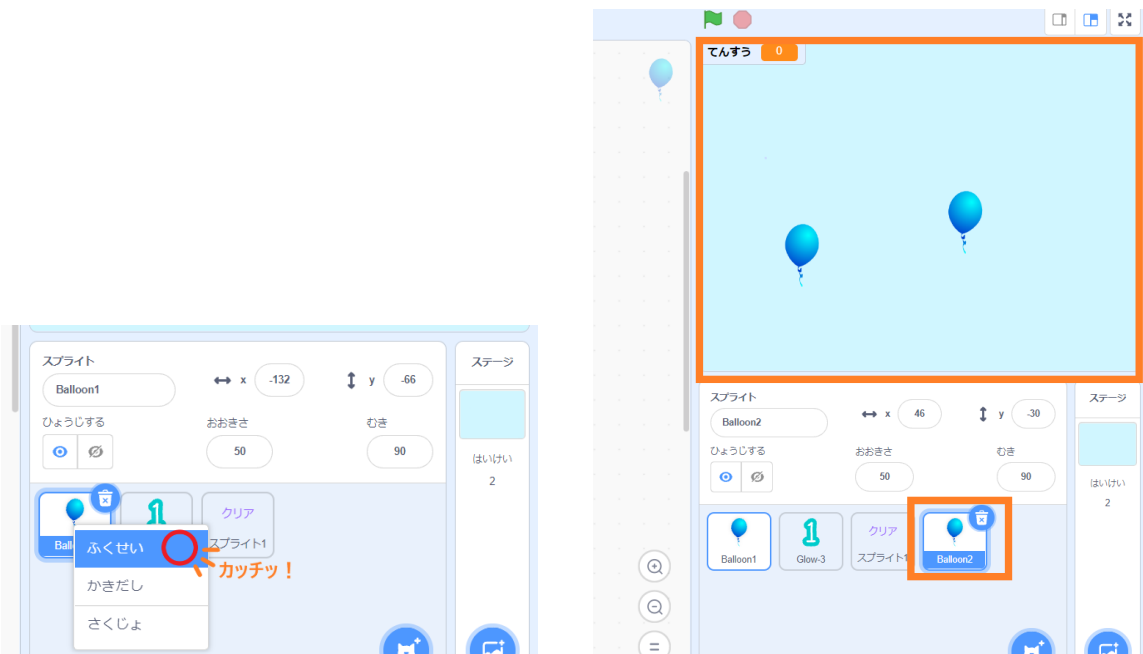 スプライト
Balloon1
x -132
y -66
ひょうじする
おおきさ
むき
50
90
ステージ
はいけい
2
1
クリア
Ball
スプライト1
ふくせい
カッチッ！
かきだし
さくじょ
てんすう 0
スプライト
Balloon2
x 46
y -30
ひょうじする
おおきさ
むき
50
90
ステージ
はいけい
2
1
クリア
Balloon1
Glow-3
スプライト1
Balloon2